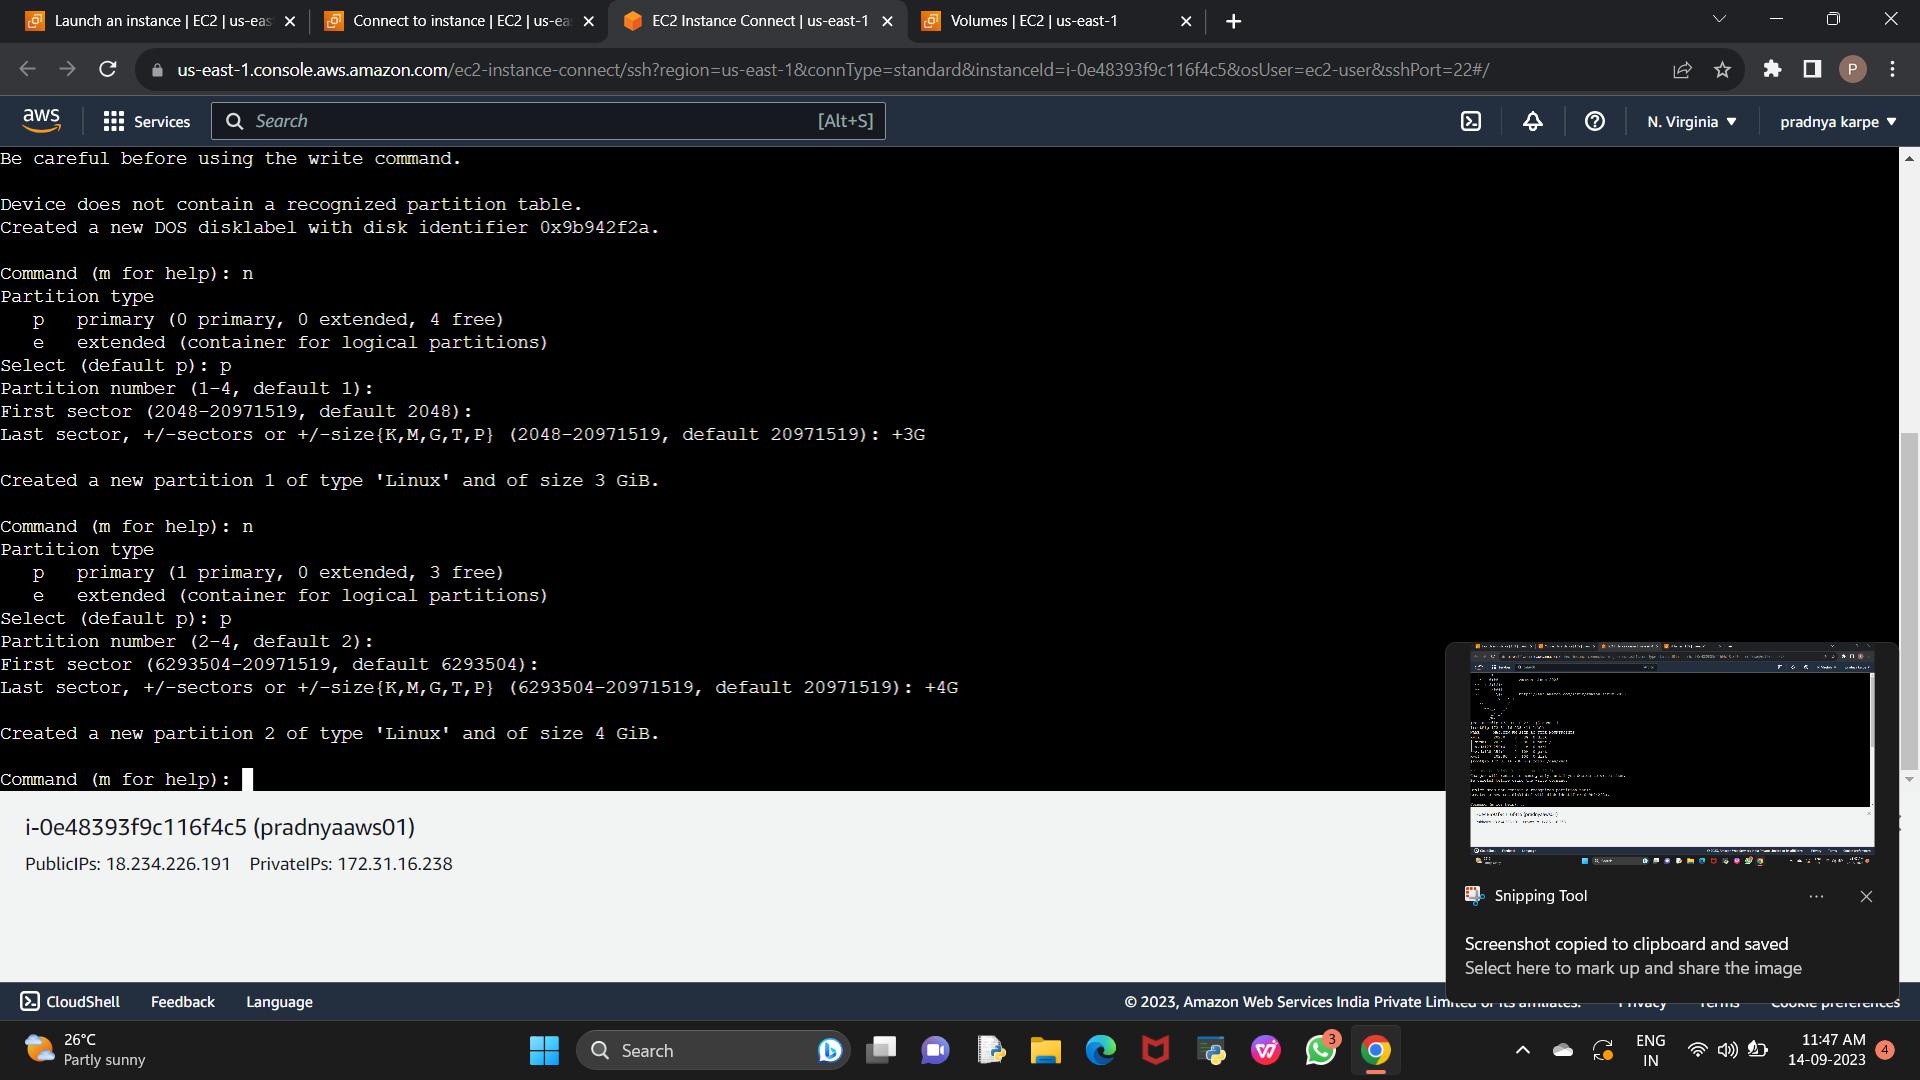 Launch an instance | EC2 | us-eas
Connect to instance | EC2 | us-ea
EC2 Instance Connect | us-east-1
Volumes | EC2 | us-east-1
us-east-1.console.aws.amazon.com/ec2-instance-connect/ssh?region=us-east-1&connType=standard&instanceId=i-0e48393f9c116f4c5&osUser=ec2-user&sshPort=22#/
P
aws
Services
Search
[Alt+S]
N. Virginia
pradnya karpe
Be careful before using the write command.
Device does not contain a recognized partition table.
Created a new DOS disklabel with disk identifier 0x9b942f2a.
Command (m for help): n
Partition type
p   primary (0 primary, 0 extended, 4 free)
e   extended (container for logical partitions)
Select (default p): p
Partition number (1-4, default 1):
First sector (2048-20971519, default 2048):
Last sector, +/-sectors or +/-size{K,M,G,T,P} (2048-20971519, default 20971519): +3G
Created a new partition 1 of type 'Linux' and of size 3 GiB.
Command (m for help): n
Partition type
p   primary (1 primary, 0 extended, 3 free)
e   extended (container for logical partitions)
Select (default p): p
Partition number (2-4, default 2):
First sector (6293504-20971519, default 6293504):
Last sector, +/-sectors or +/-size{K,M,G,T,P} (6293504-20971519, default 20971519): +4G
Created a new partition 2 of type 'Linux' and of size 4 GiB.
Command (m for help):
i-0e48393f9c116f4c5 (pradnyaaws01)
PublicIPs: 18.234.226.191   PrivateIPs: 172.31.16.238
Snipping Tool
Screenshot copied to clipboard and saved
Select here to mark up and share the image
CloudShell
Feedback
Language
© 2023, Amazon Web Services India Private Limited or its affiliates.
Privacy
Terms
Cookie preferences
26°C
Partly sunny
Search
3
ENG
IN
11:47 AM
14-09-2023
4